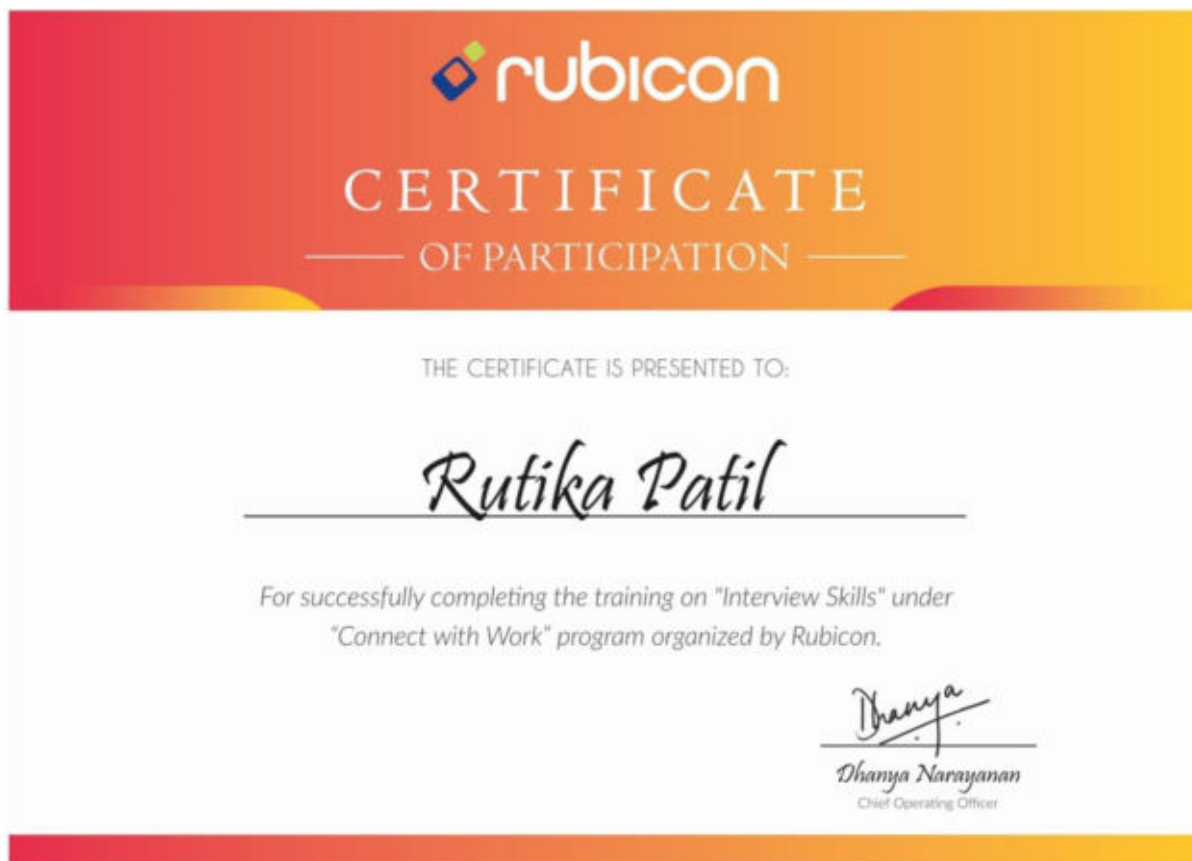 rubicon
CERTIFICATE
OF PARTICIPATION
THE CERTIFICATE IS PRESENTED TO:
Rutika Patil
For successfully completing the training on "Interview Skills" under
"Connect with Work" program organized by Rubicon.
Dhanya
Dhanya Narayanan
Chief Operating Officer